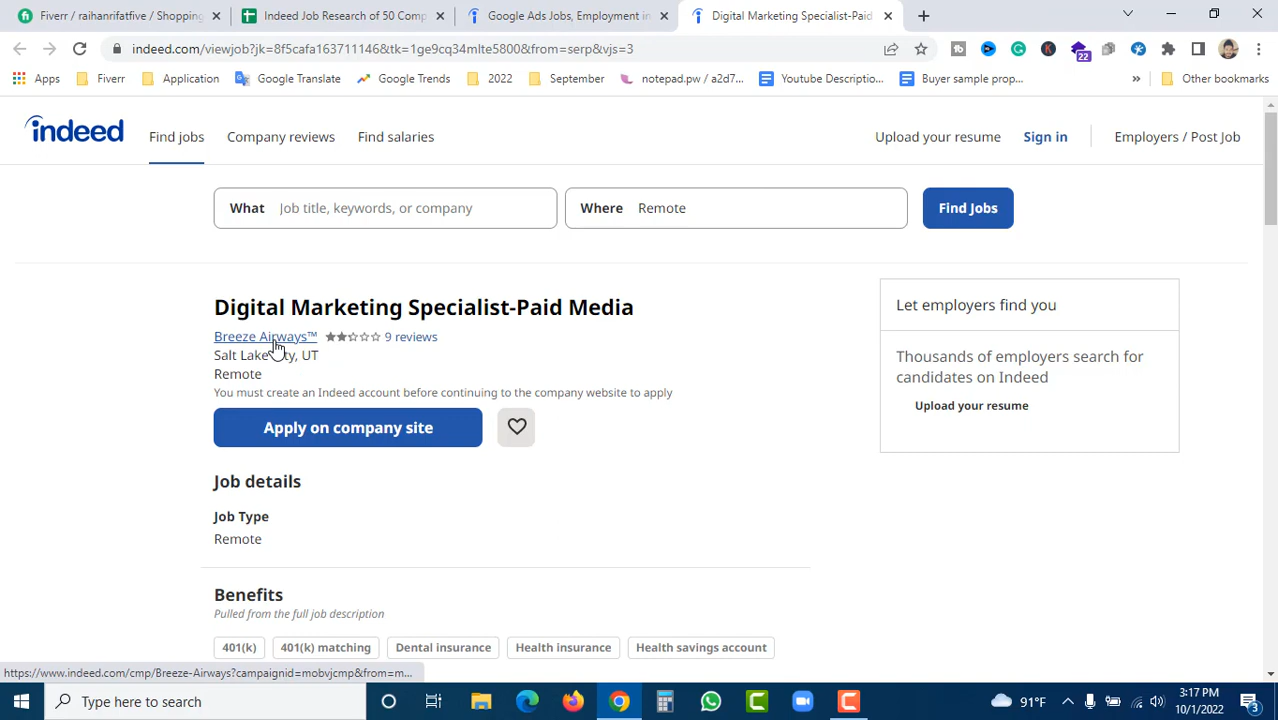 Fiverr / raihanrifatfive / Shopping
Indeed Job Research of 50 Comp
Google Ads Jobs, Employment in
Digital Marketing Specialist-Paid
indeed.com/viewjob?jk=8f5cafa163711146&tk=1ge9cq34mlte5800&from=serp&vjs=3
22
Apps
Fiverr
Application
Google Translate
Google Trends
2022
September
notepad.pw / a2d7...
Youtube Descriptio...
Buyer sample prop...
»
Other bookmarks
indeed
Find jobs
Company reviews
Find salaries
Upload your resume
Sign in
Employers / Post Job
What
Job title, keywords, or company
Where
Remote
Find Jobs
Digital Marketing Specialist-Paid Media
Breeze Airways™
9 reviews
Salt Lake City, UT
Remote
You must create an Indeed account before continuing to the company website to apply
Apply on company site
Let employers find you
Thousands of employers search for
candidates on Indeed
Upload your resume
Job details
Job Type
Remote
Benefits
Pulled from the full job description
401(k)
401(k) matching
Dental insurance
Health insurance
Health savings account
https://www.indeed.com/cmp/Breeze-Airways?campaignid=mobvjcmp&from=m...
Type here to search
91°F
3:17 PM
10/1/2022
3